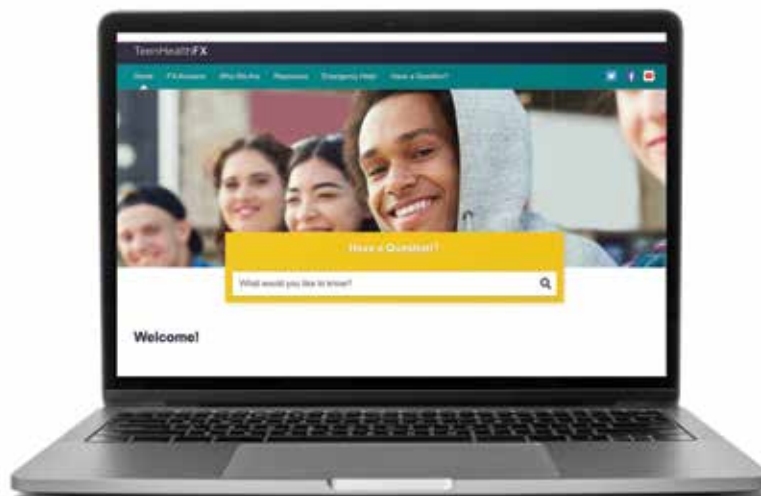 TeenHealthFX
Home FX Answers Who We Are Resources Emergency Help! Have a Question?
Have a Question?
What would you like to know?
Welcome!